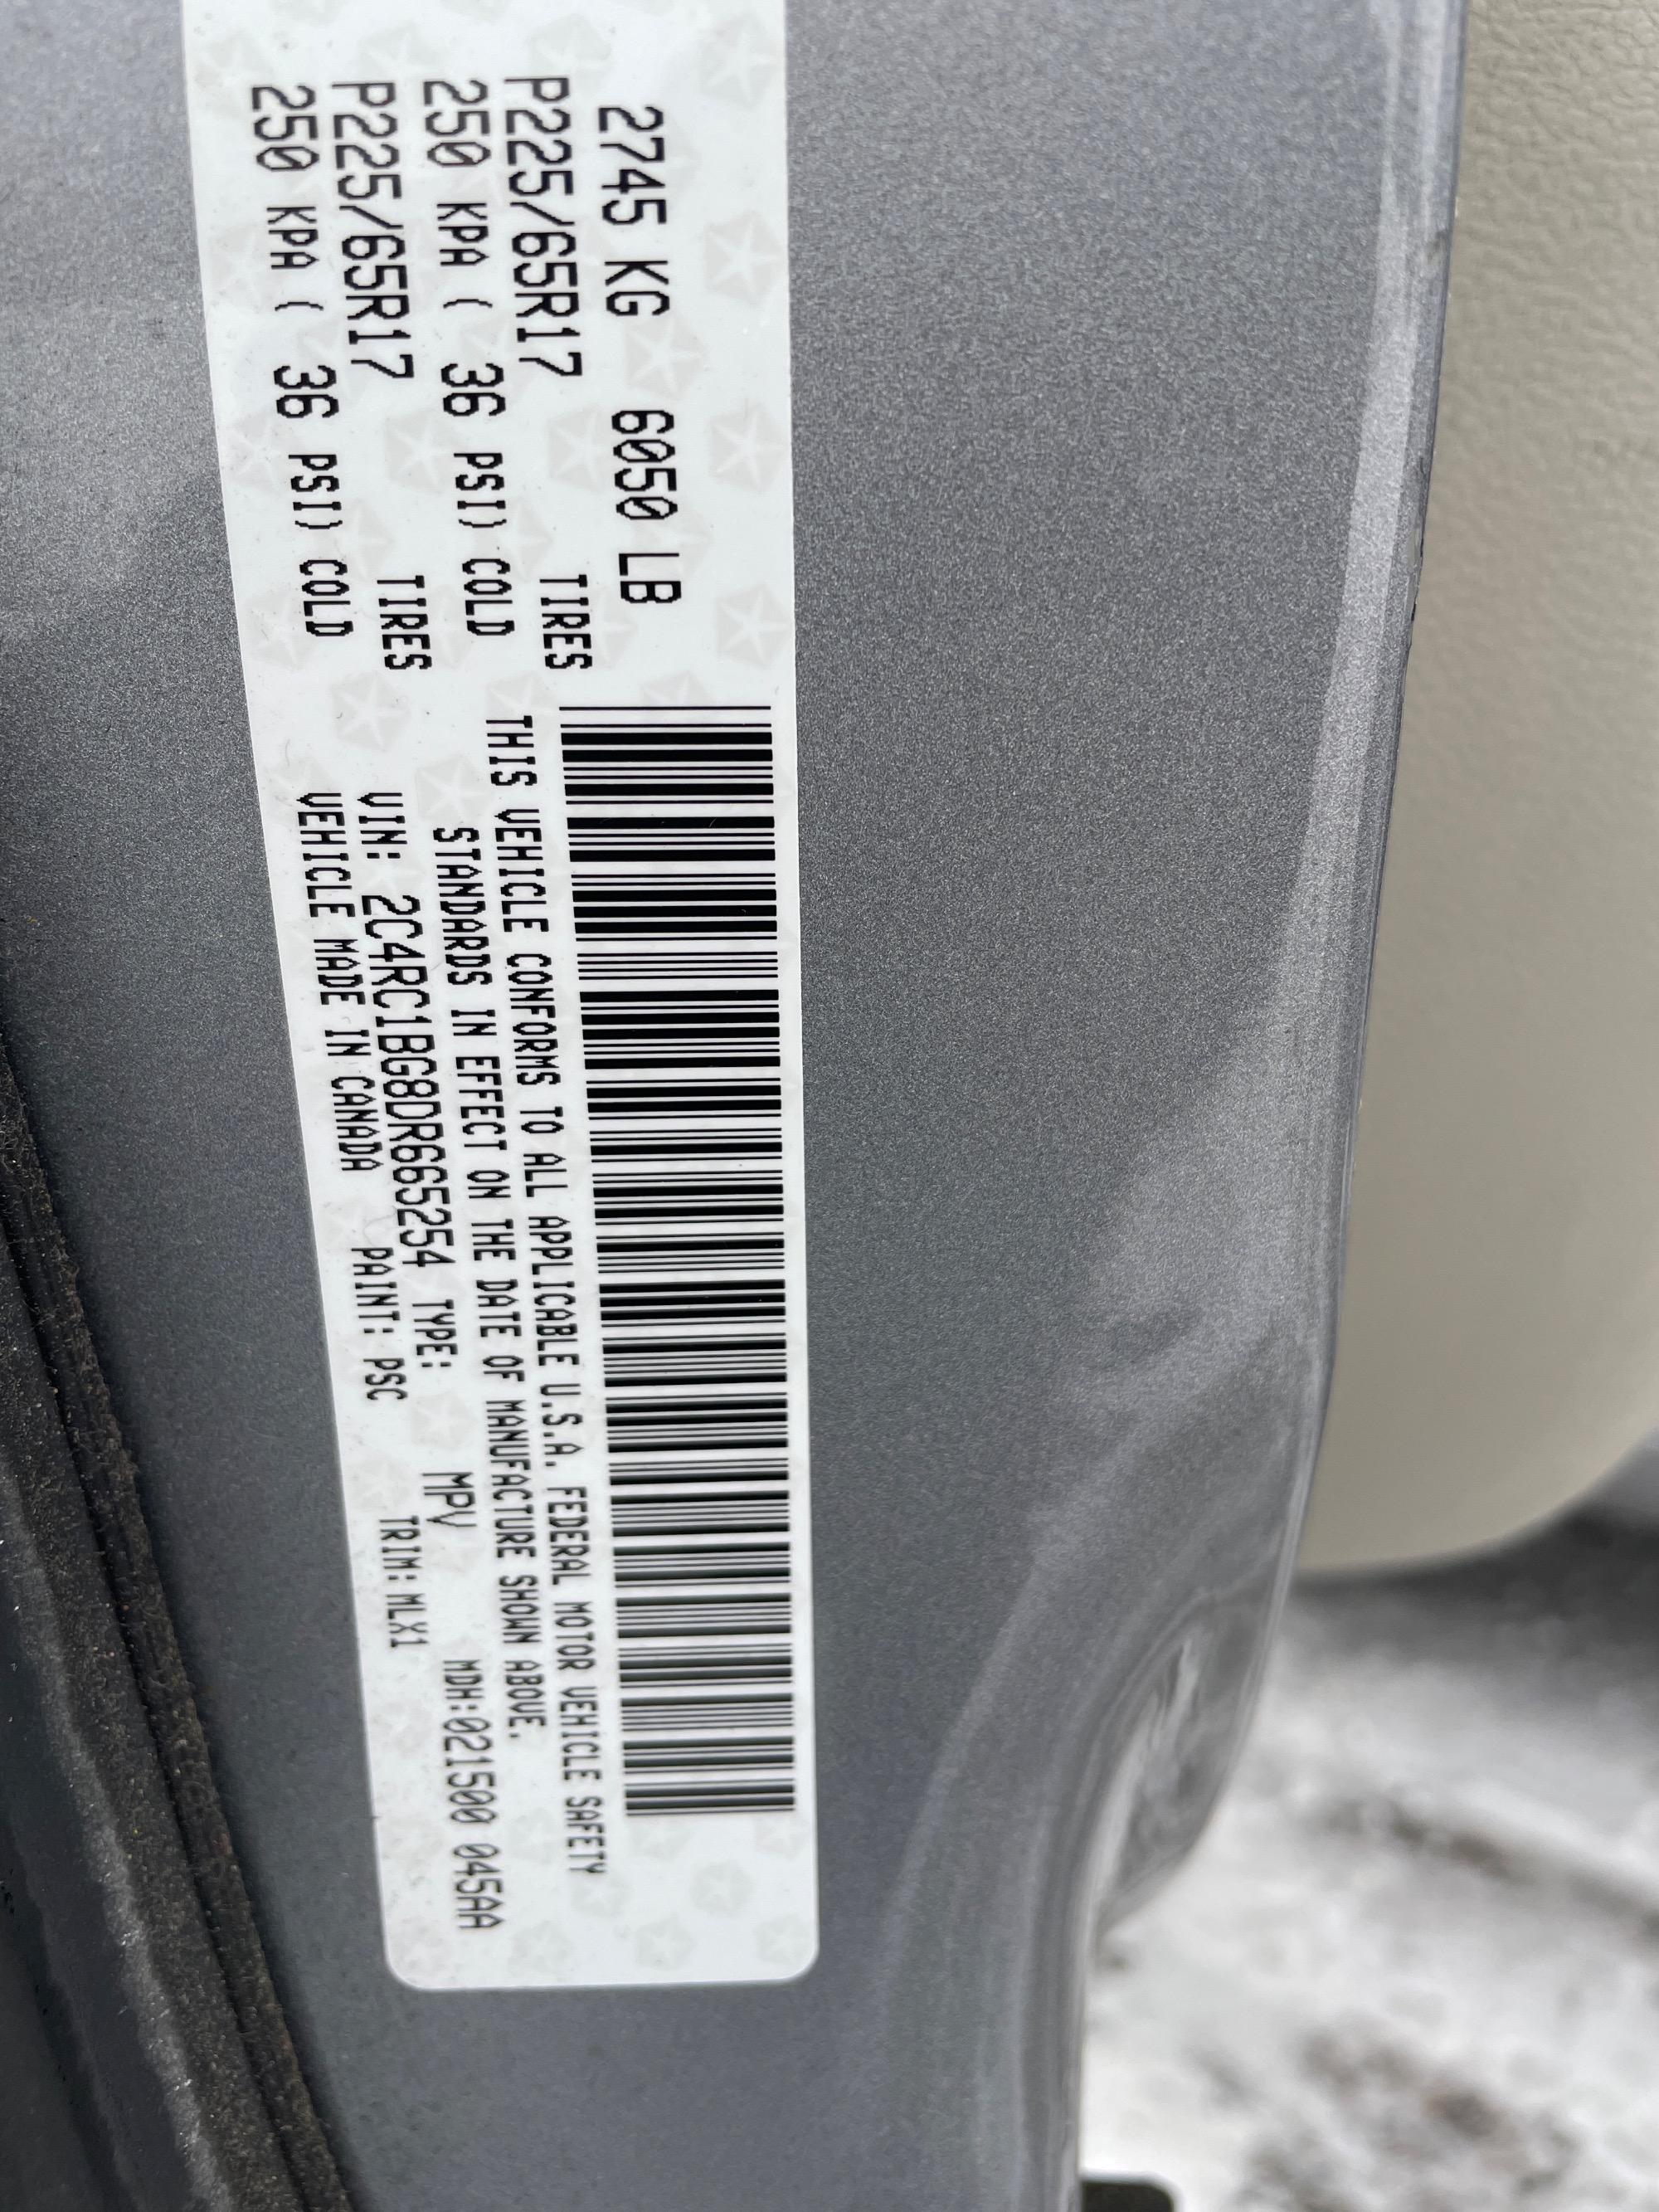 2745 KG 6050 LB
P225/65R17 TIRES
250 KPA ( 36 PSI) COLD
P225/65R17 TIRES
250 KPA ( 36 PSI) COLD
THIS VEHICLE CONFORMS TO ALL APPLICABLE U.S.A. FEDERAL MOTOR VEHICLE SAFETY
STANDARDS IN EFFECT ON THE DATE OF MANUFACTURE SHOWN ABOVE.
VIN: 2C4RC1BG8DR665254 TYPE: MPV MDH:021500 045AA
VEHICLE MADE IN CANADA PAINT: PSC TRIM: MLX1